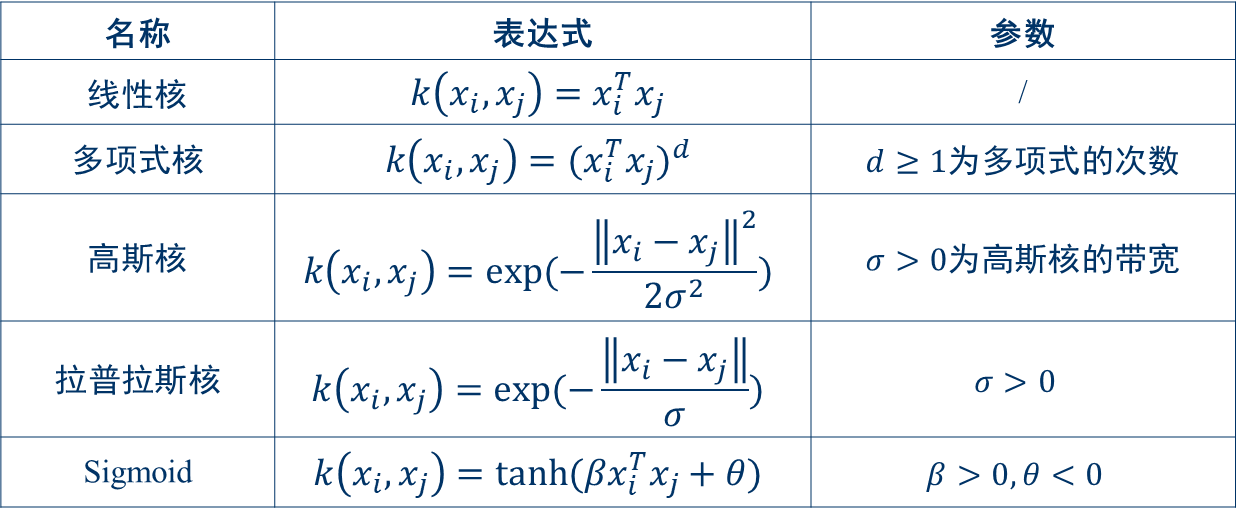 名称 表达式 参数
线性核 k(x_i, x_j) = x_i^T x_j /
多项式核 k(x_i, x_j) = (x_i^T x_j)^d d ≥ 1为多项式的次数
高斯核 k(x_i, x_j) = exp(−‖x_i − x_j‖^2 / 2σ^2) σ > 0为高斯核的带宽
拉普拉斯核 k(x_i, x_j) = exp(−‖x_i − x_j‖ / σ) σ > 0
Sigmoid k(x_i, x_j) = tanh(βx_i^T x_j + θ) β > 0, θ < 0